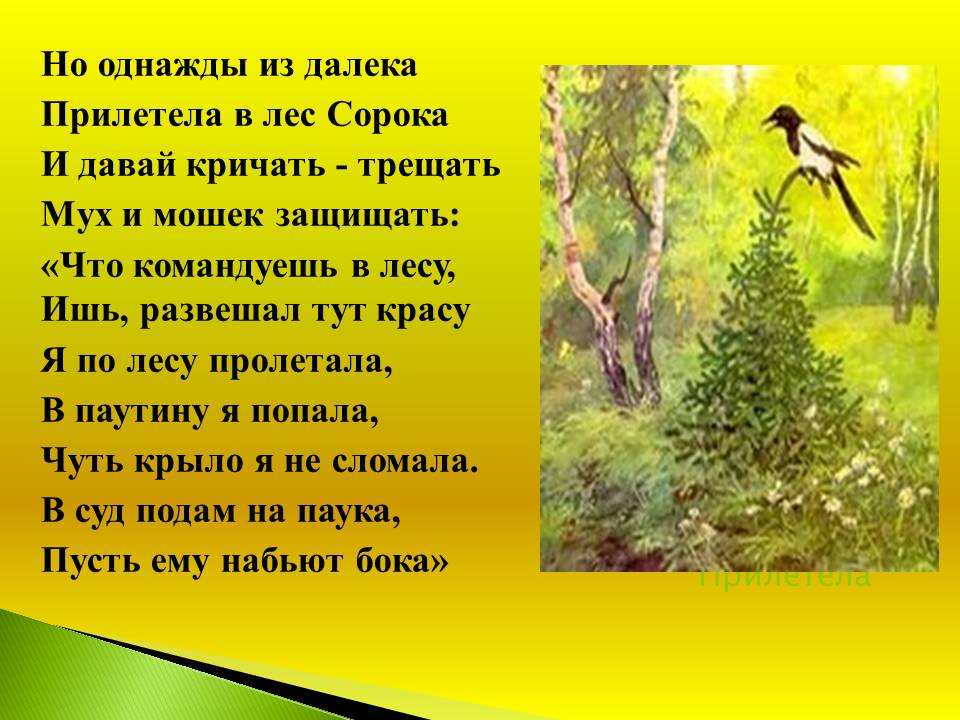 Но однажды из далека
Прилетела в лес Сорока
И давай кричать - трещать
Мух и мошек защищать:
«Что командуешь в лесу,
Ишь, развешал тут красу
Я по лесу пролетала,
В паутину я попала,
Чуть крыло я не сломала.
В суд подам на паука,
Пусть ему набьют бока»
Прилетела